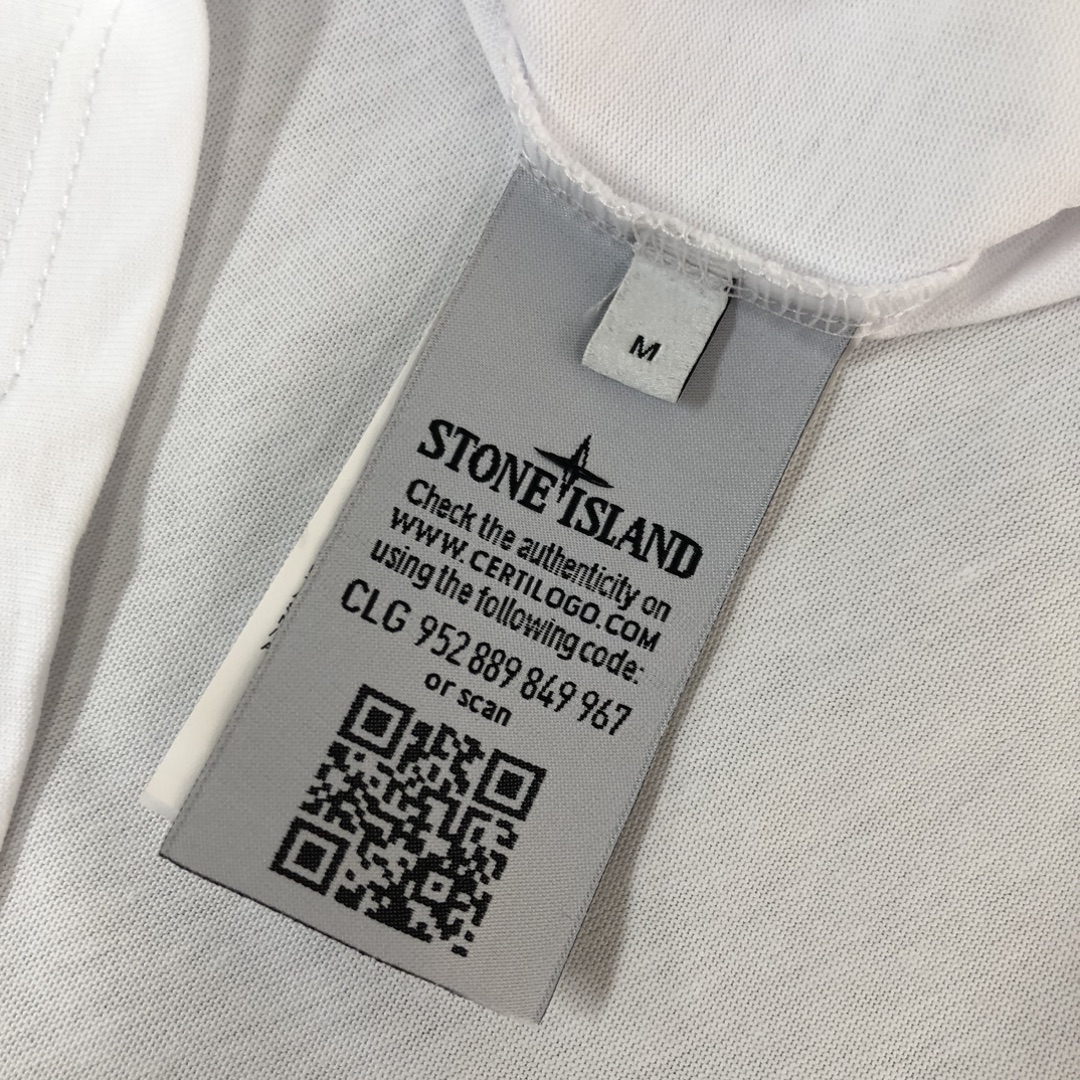 M
STONE ISLAND
Check the authenticity on
WWW.CERTILOGO.COM
using the following code:
CLG 952 889 849 967
or scan